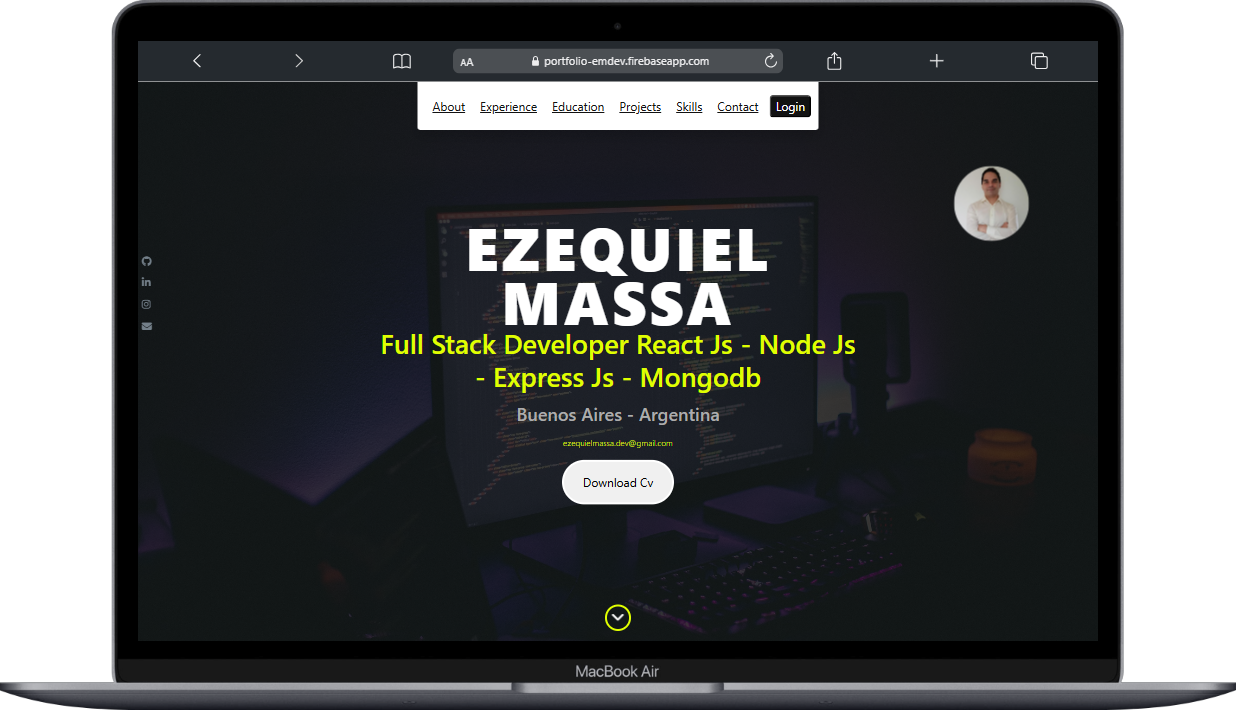 AA
portfolio-emdev.firebaseapp.com
About Experience Education Projects Skills Contact Login
EZEQUIEL
MASSA
Full Stack Developer React Js - Node Js
- Express Js - Mongodb
Buenos Aires - Argentina
ezequielmassa.dev@gmail.com
Download Cv
MacBook Air